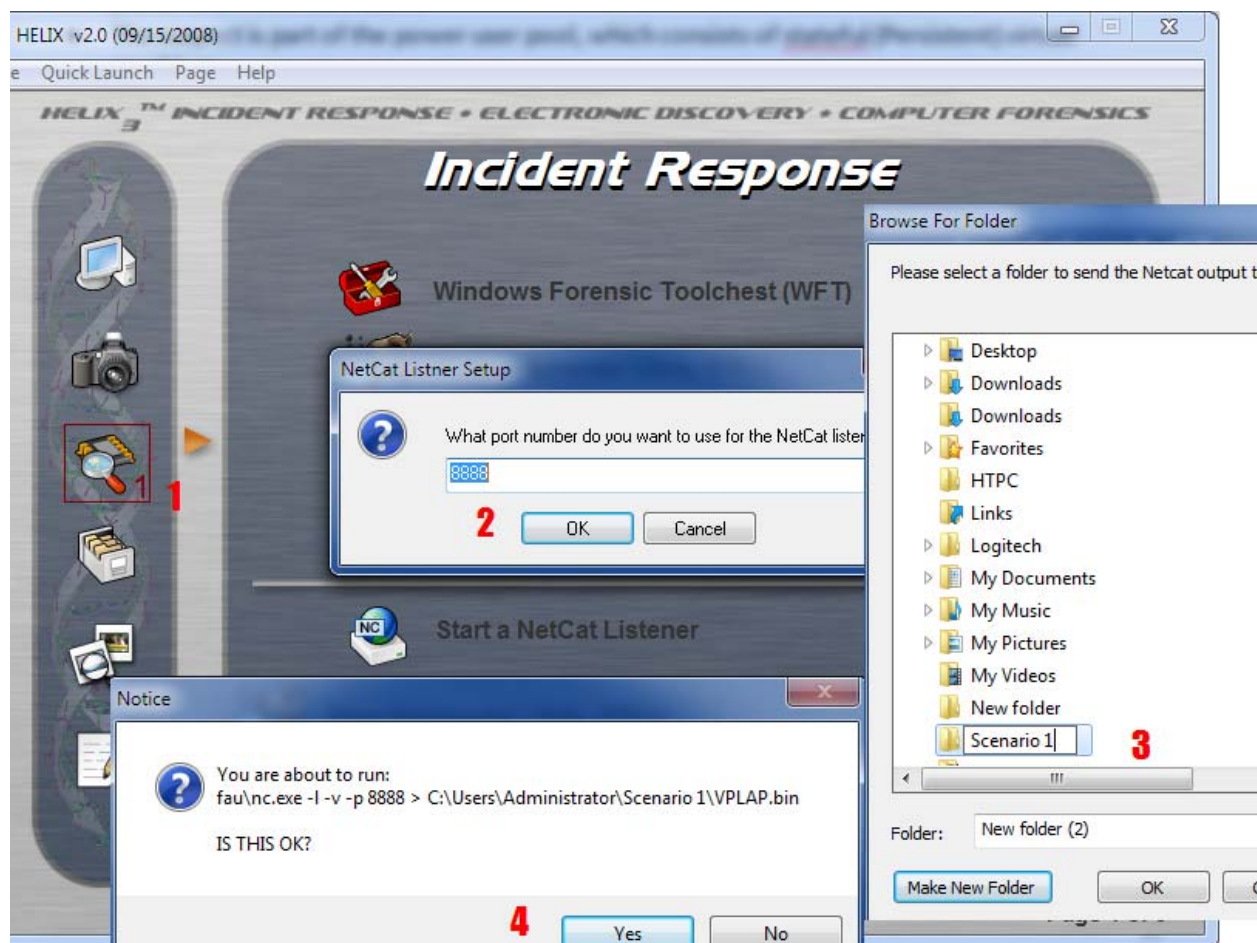 HELIX v2.0 (09/15/2008)
e Quick Launch Page Help
HELIX 3 TM INCIDENT RESPONSE • ELECTRONIC DISCOVERY • COMPUTER FORENSICS
Incident Response
Windows Forensic Toolchest (WFT)
1
NetCat Listner Setup
What port number do you want to use for the NetCat listen
8888
2
OK
Cancel
NC
Start a NetCat Listener
Notice
You are about to run:
fau\nc.exe -l -v -p 8888 > C:\Users\Administrator\Scenario 1\VPLAP.bin
IS THIS OK?
4
Yes
No
Browse For Folder
Please select a folder to send the Netcat output t
Desktop
Downloads
Downloads
Favorites
HTPC
Links
Logitech
My Documents
My Music
My Pictures
My Videos
New folder
Scenario 1
3
Folder:
New folder (2)
Make New Folder
OK